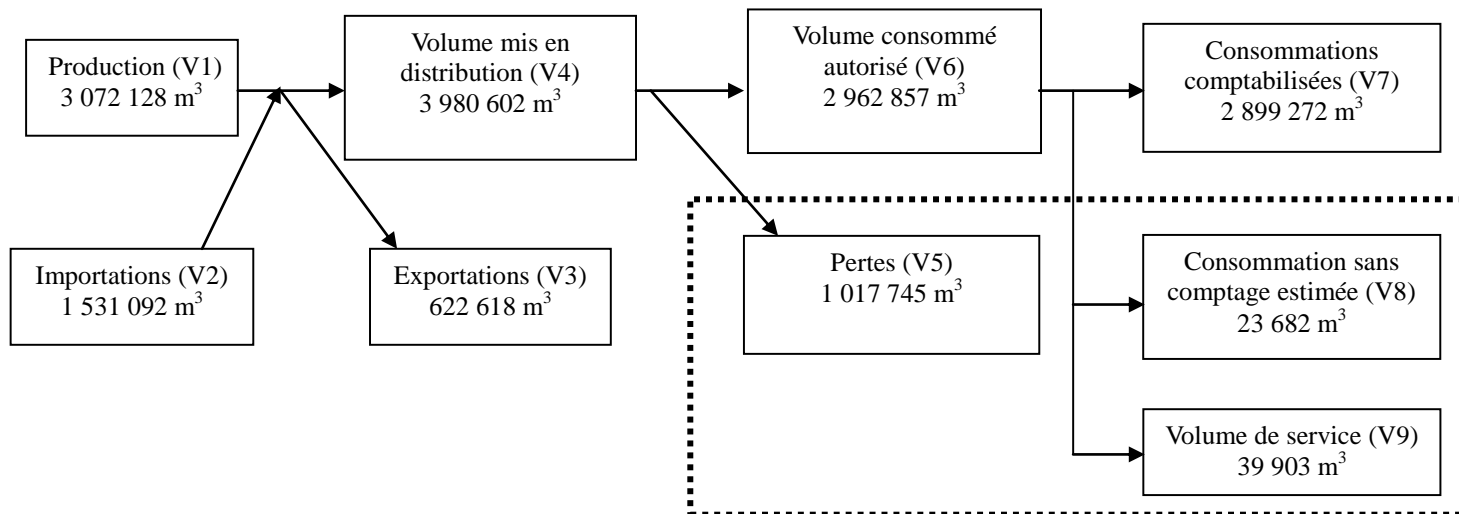 Production (V1)
3 072 128 m³
Volume mis en
distribution (V4)
3 980 602 m³
Volume consommé
autorisé (V6)
2 962 857 m³
Consommations
comptabilisées (V7)
2 899 272 m³
Importations (V2)
1 531 092 m³
Exportations (V3)
622 618 m³
Pertes (V5)
1 017 745 m³
Consommation sans
comptage estimée (V8)
23 682 m³
Volume de service (V9)
39 903 m³